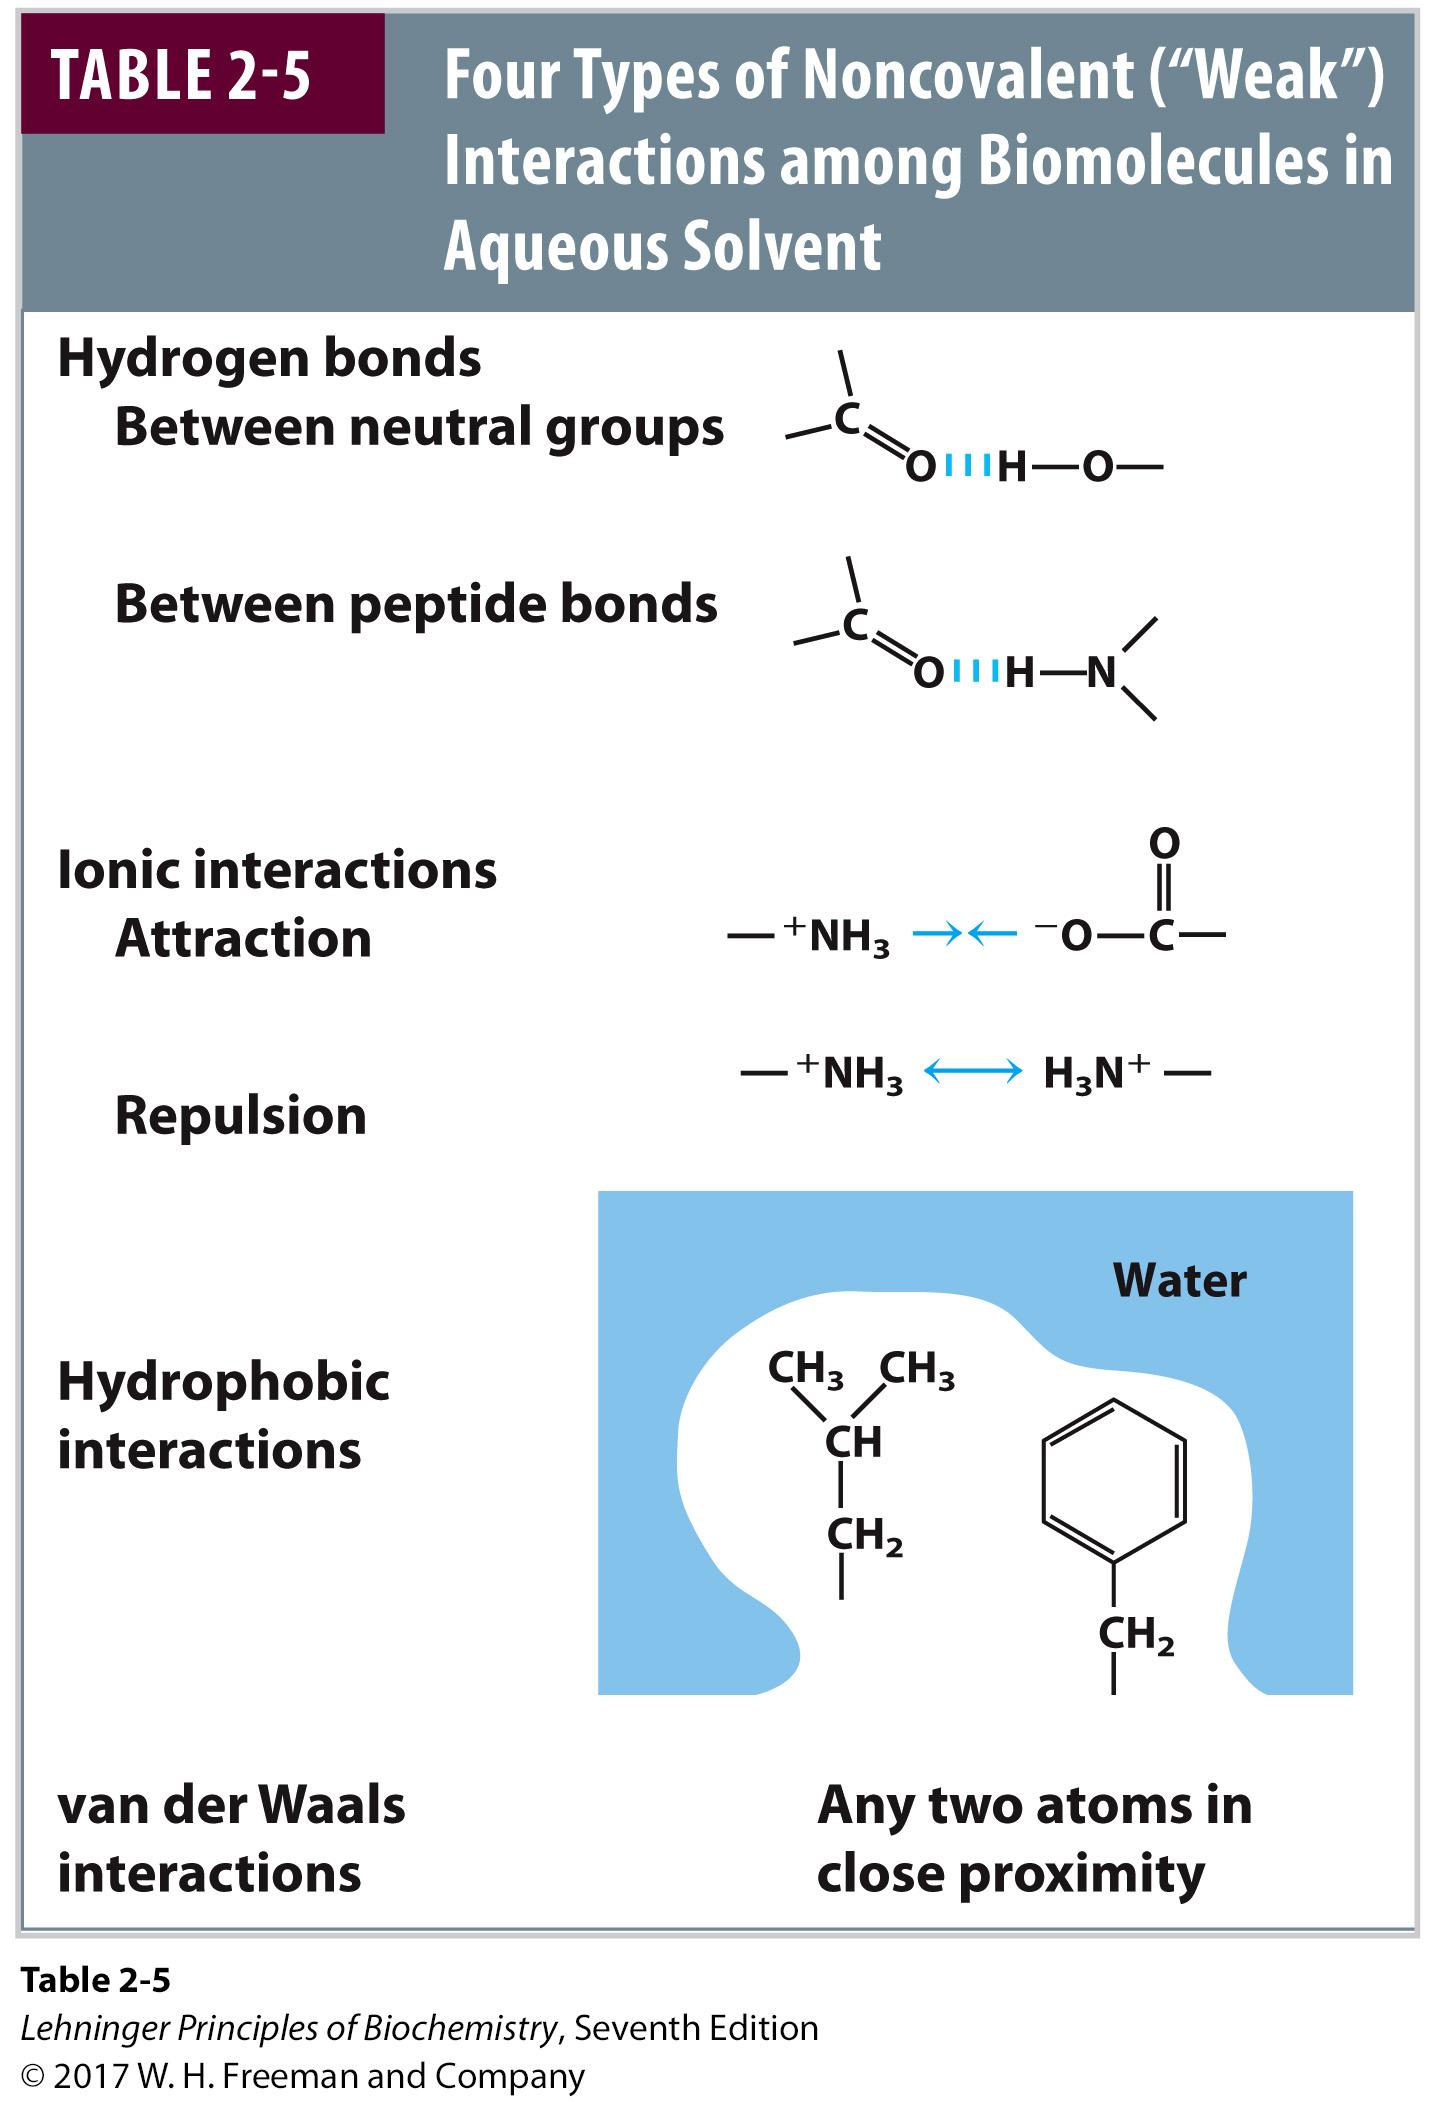 TABLE 2-5
Four Types of Noncovalent (“Weak”)
Interactions among Biomolecules in
Aqueous Solvent
Hydrogen bonds
Between neutral groups
C
O H—O—
Between peptide bonds
C
O H—N
Ionic interactions
Attraction
O
—⁺NH₃ →← ⁻O—C—
Repulsion
—⁺NH₃ ↔ H₃N⁺—
Water
Hydrophobic
interactions
CH₃ CH₃
CH
CH₂
CH₂
van der Waals
interactions
Any two atoms in
close proximity
Table 2-5
Lehninger Principles of Biochemistry, Seventh Edition
© 2017 W. H. Freeman and Company